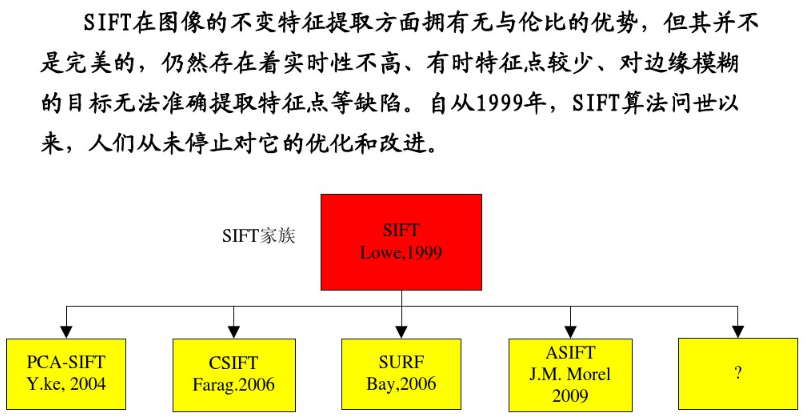 SIFT在图像的不变特征提取方面拥有无与伦比的优势，但其并不
是完美的，仍然存在着实时性不高、有时特征点较少、对边缘模糊
的目标无法准确提取特征点等缺陷。自从1999年，SIFT算法问世以
来，人们从未停止对它的优化和改进。
SIFT家族
SIFT
Lowe,1999
PCA-SIFT
Y.ke, 2004
CSIFT
Farag.2006
SURF
Bay,2006
ASIFT
J.M. Morel
2009
?